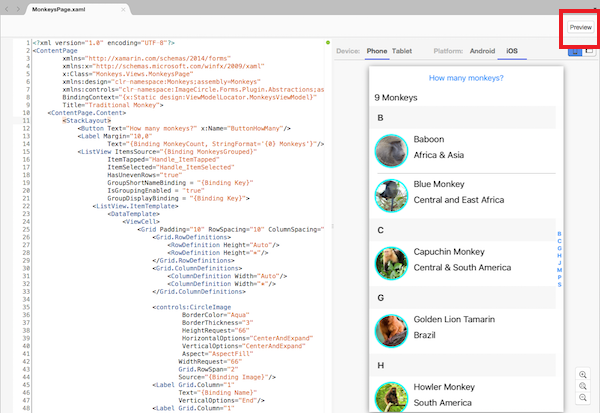 MonkeysPage.xaml
Preview
1 <?xml version="1.0" encoding="UTF-8"?>
2 <ContentPage
3 xmlns="http://xamarin.com/schemas/2014/forms"
4 xmlns:x="http://schemas.microsoft.com/winfx/2009/xaml"
5 x:Class="Monkeys.Views.MonkeysPage"
6 xmlns:design="clr-namespace:Monkeys;assembly=Monkeys"
7 xmlns:controls="clr-namespace:ImageCircle.Forms.Plugin.Abstractions;as
8 BindingContext="{x:Static design:ViewModelLocator.MonkeysViewModel}"
9 Title="Traditional Monkey">
10 <ContentPage.Content>
11 <StackLayout>
12 <Button Text="How many monkeys?" x:Name="ButtonHowMany"/>
13 <Label Margin="10,0"
14 Text="{Binding MonkeyCount, StringFormat='{0} Monkeys'}"/>
15 <ListView ItemsSource="{Binding MonkeysGrouped}"
16 ItemTapped="Handle_ItemTapped"
17 ItemSelected="Handle_ItemSelected"
18 HasUnevenRows="true"
19 GroupShortNameBinding = "{Binding Key}"
20 IsGroupingEnabled = "true"
21 GroupDisplayBinding = "{Binding Key}">
22 <ListView.ItemTemplate>
23 <DataTemplate>
24 <ViewCell>
25 <Grid Padding="10" RowSpacing="10" ColumnSpacing="
26 <Grid.RowDefinitions>
27 <RowDefinition Height="Auto"/>
28 <RowDefinition Height="*"/>
29 </Grid.RowDefinitions>
30 <Grid.ColumnDefinitions>
31 <ColumnDefinition Width="Auto"/>
32 <ColumnDefinition Width="*"/>
33 </Grid.ColumnDefinitions>
34
35 <controls:CircleImage
36 BorderColor="Aqua"
37 BorderThickness="3"
38 HeightRequest="66"
39 HorizontalOptions="CenterAndExpand"
40 VerticalOptions="CenterAndExpand"
41 Aspect="AspectFill"
42 WidthRequest="66"
43 Grid.RowSpan="2"
44 Source="{Binding Image}"/>
45 <Label Grid.Column="1"
46 Text="{Binding Name}"
47 VerticalOptions="End"/>
48 <Label Grid.Column="1"
Device: Phone Tablet Platform: Android iOS
How many monkeys?
9 Monkeys
B
Baboon
Africa & Asia
Blue Monkey
Central and East Africa
C
Capuchin Monkey
Central & South America
G
Golden Lion Tamarin
Brazil
H
Howler Monkey
South America
B
C
G
H
J
M
P
S